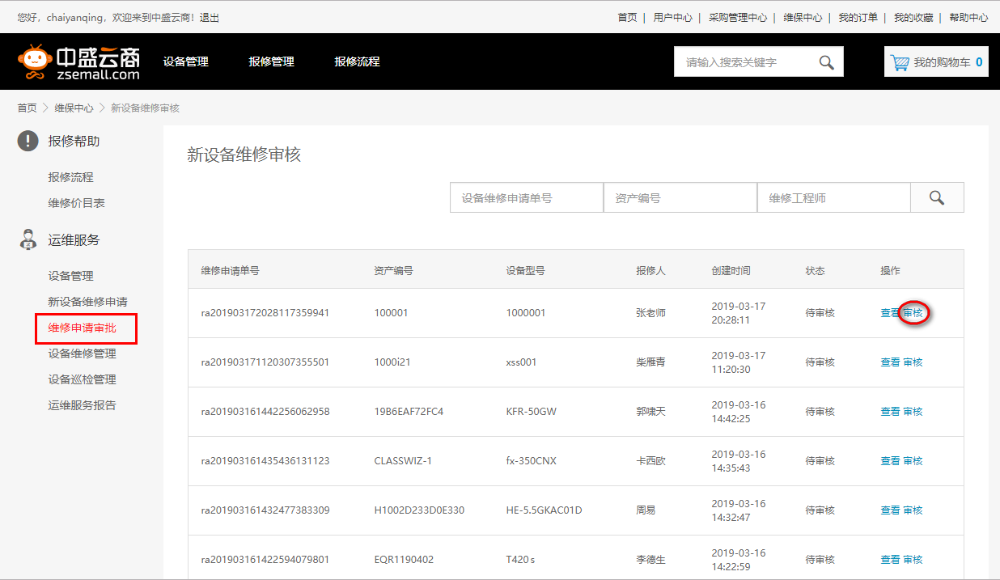 您好，chaiyanqing，欢迎来到中盛云商！退出
首页 | 用户中心 | 采购管理中心 | 维保中心 | 我的订单 | 我的收藏 | 帮助中心
中盛云商
zsemall.com
设备管理 报修管理 报修流程
请输入搜索关键字
我的购物车 0
首页 > 维保中心 > 新设备维修审核
报修帮助
报修流程
维修价目表
运维服务
设备管理
新设备维修申请
维修申请审批
设备维修管理
设备巡检管理
运维服务报告
新设备维修审核
设备维修申请单号 资产编号 维修工程师
维修申请单号 资产编号 设备型号 报修人 创建时间 状态 操作
ra201903172028117359941 100001 1000001 张老师 2019-03-17 20:28:11 待审核 查看 审核
ra201903171120307355501 1000i21 xss001 柴雁青 2019-03-17 11:20:30 待审核 查看 审核
ra201903161442256062958 19B6EAF72FC4 KFR-50GW 郭啸天 2019-03-16 14:42:25 待审核 查看 审核
ra201903161435436131123 CLASSWIZ-1 fx-350CNX 卡西欧 2019-03-16 14:35:43 待审核 查看 审核
ra201903161432477383309 H1002D233D0E330 HE-5.5GKAC01D 周易 2019-03-16 14:32:47 待审核 查看 审核
ra201903161422594079801 EQR1190402 T420 s 李德生 2019-03-16 14:22:59 待审核 查看 审核